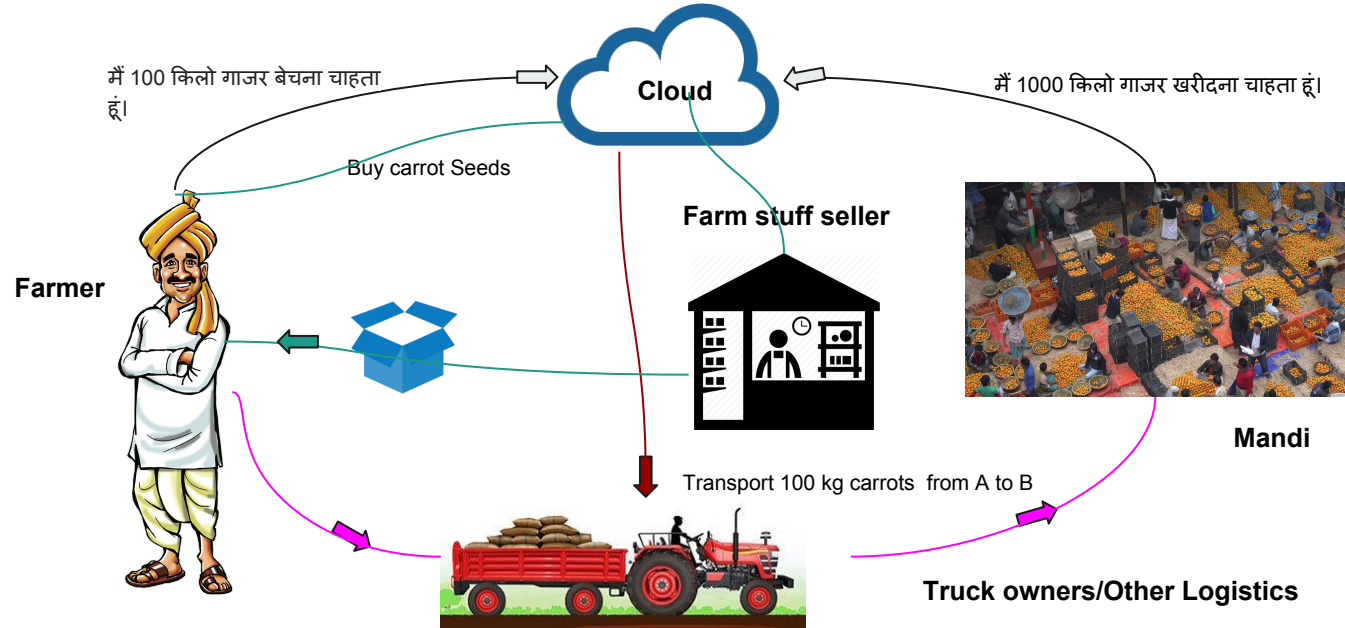 मैं 100 किलो गाजर बेचना चाहता
हूं।
Cloud
मैं 1000 किलो गाजर खरीदना चाहता हूं।
Buy carrot Seeds
Farm stuff seller
Farmer
Mandi
Transport 100 kg carrots from A to B
Truck owners/Other Logistics